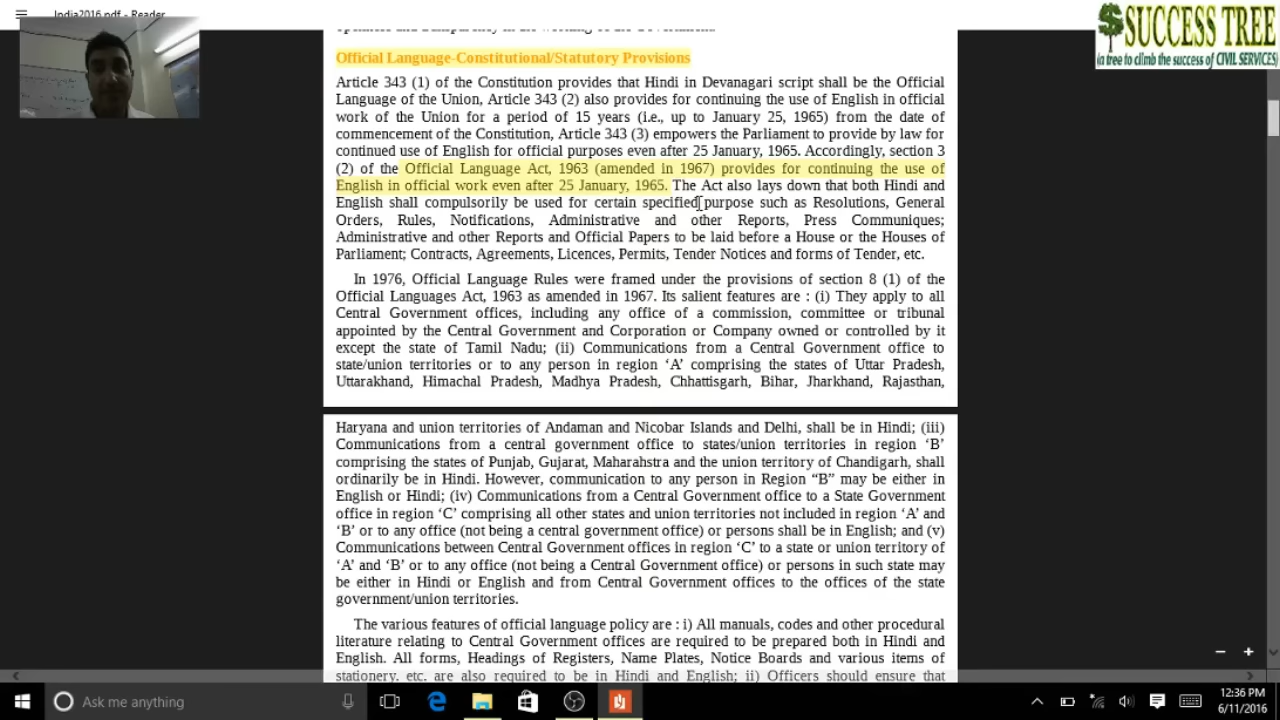 India2016.pdf - Reader
SUCCESS TREE
(a tree to climb the success of CIVIL SERVICES)
Official Language-Constitutional/Statutory Provisions
Article 343 (1) of the Constitution provides that Hindi in Devanagari script shall be the Official
Language of the Union, Article 343 (2) also provides for continuing the use of English in official
work of the Union for a period of 15 years (i.e., up to January 25, 1965) from the date of
commencement of the Constitution, Article 343 (3) empowers the Parliament to provide by law for
continued use of English for official purposes even after 25 January, 1965. Accordingly, section 3
(2) of the Official Language Act, 1963 (amended in 1967) provides for continuing the use of
English in official work even after 25 January, 1965. The Act also lays down that both Hindi and
English shall compulsorily be used for certain specified purpose such as Resolutions, General
Orders, Rules, Notifications, Administrative and other Reports, Press Communiques;
Administrative and other Reports and Official Papers to be laid before a House or the Houses of
Parliament; Contracts, Agreements, Licences, Permits, Tender Notices and forms of Tender, etc.
In 1976, Official Language Rules were framed under the provisions of section 8 (1) of the
Official Languages Act, 1963 as amended in 1967. Its salient features are : (i) They apply to all
Central Government offices, including any office of a commission, committee or tribunal
appointed by the Central Government and Corporation or Company owned or controlled by it
except the state of Tamil Nadu; (ii) Communications from a Central Government office to
state/union territories or to any person in region ‘A’ comprising the states of Uttar Pradesh,
Uttarakhand, Himachal Pradesh, Madhya Pradesh, Chhattisgarh, Bihar, Jharkhand, Rajasthan,
Haryana and union territories of Andaman and Nicobar Islands and Delhi, shall be in Hindi; (iii)
Communications from a central government office to states/union territories in region ‘B’
comprising the states of Punjab, Gujarat, Maharahstra and the union territory of Chandigarh, shall
ordinarily be in Hindi. However, communication to any person in Region “B” may be either in
English or Hindi; (iv) Communications from a Central Government office to a State Government
office in region ‘C’ comprising all other states and union territories not included in region ‘A’ and
‘B’ or to any office (not being a central government office) or persons shall be in English; and (v)
Communications between Central Government offices in region ‘C’ to a state or union territory of
‘A’ and ‘B’ or to any office (not being a Central Government office) or persons in such state may
be either in Hindi or English and from Central Government offices to the offices of the state
government/union territories.
The various features of official language policy are : i) All manuals, codes and other procedural
literature relating to Central Government offices are required to be prepared both in Hindi and
English. All forms, Headings of Registers, Name Plates, Notice Boards and various items of
stationery, etc. are also required to be in Hindi and English; ii) Officers should ensure that
Ask me anything
12:36 PM
6/11/2016